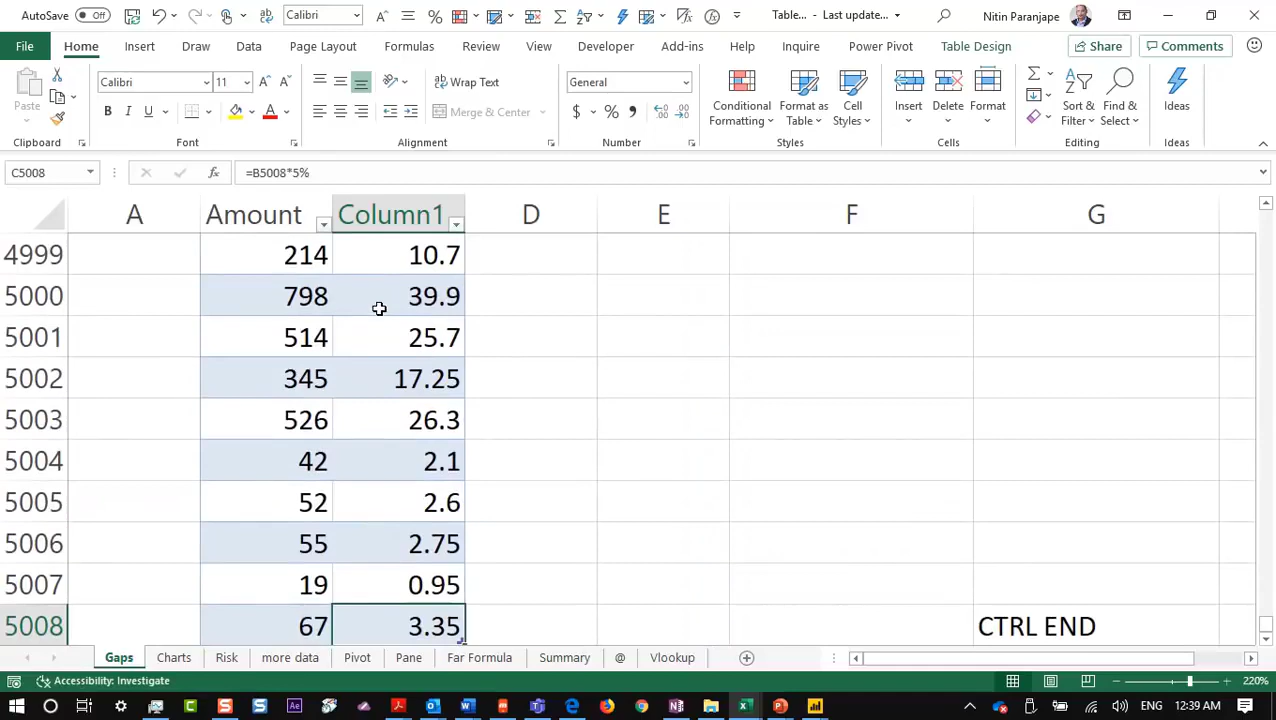 AutoSave Off Calibri Table... - Last update... Nitin Paranjape
File Home Insert Draw Data Page Layout Formulas Review View Developer Add-ins Help Inquire Power Pivot Table Design Share Comments
Paste Calibri 11 Wrap Text General Conditional Formatting Format as Table Cell Styles Insert Delete Format Sort & Filter Find & Select Ideas
Merge & Center
Clipboard Font Alignment Number Styles Cells Editing Ideas
C5008 fx =B5008*5%
A Amount Column1 D E F G
4999 214 10.7
5000 798 39.9
5001 514 25.7
5002 345 17.25
5003 526 26.3
5004 42 2.1
5005 52 2.6
5006 55 2.75
5007 19 0.95
5008 67 3.35 CTRL END
Gaps Charts Risk more data Pivot Pane Far Formula Summary @ Vlookup
Accessibility: Investigate 220%
ENG 12:39 AM